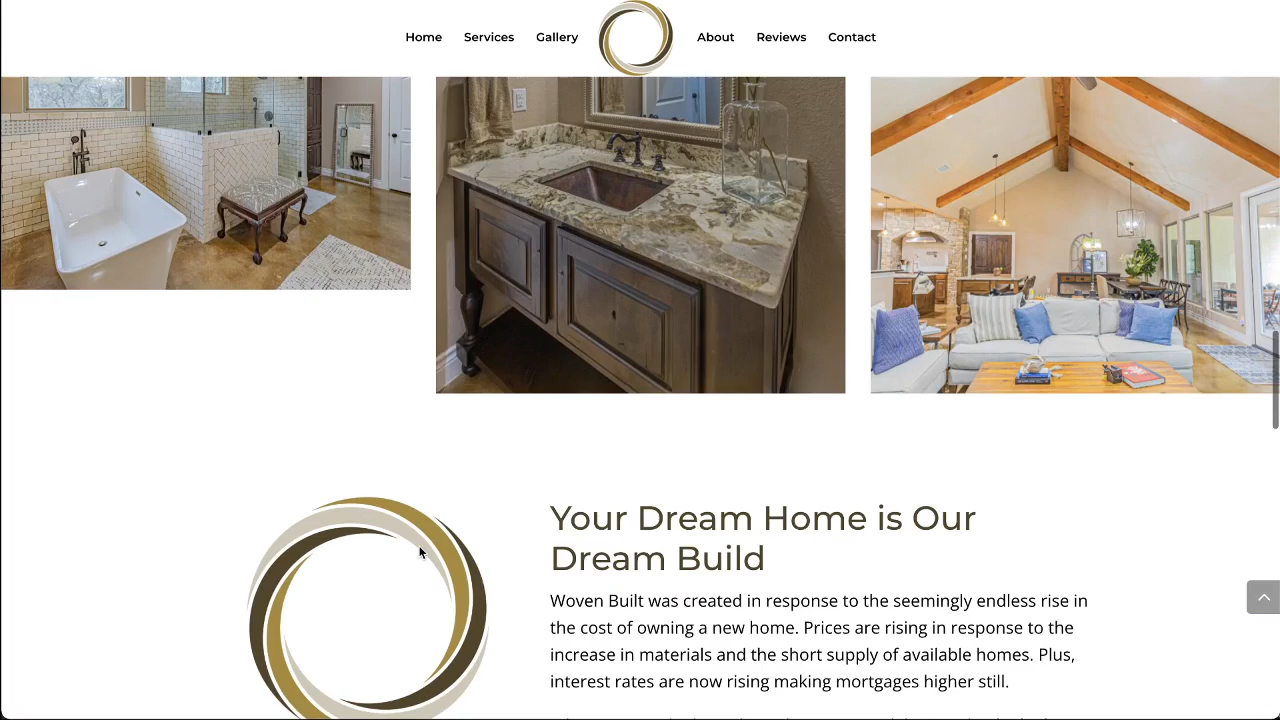 Home Services Gallery About Reviews Contact
Your Dream Home is Our
Dream Build
Woven Built was created in response to the seemingly endless rise in
the cost of owning a new home. Prices are rising in response to the
increase in materials and the short supply of available homes. Plus,
interest rates are now rising making mortgages higher still.